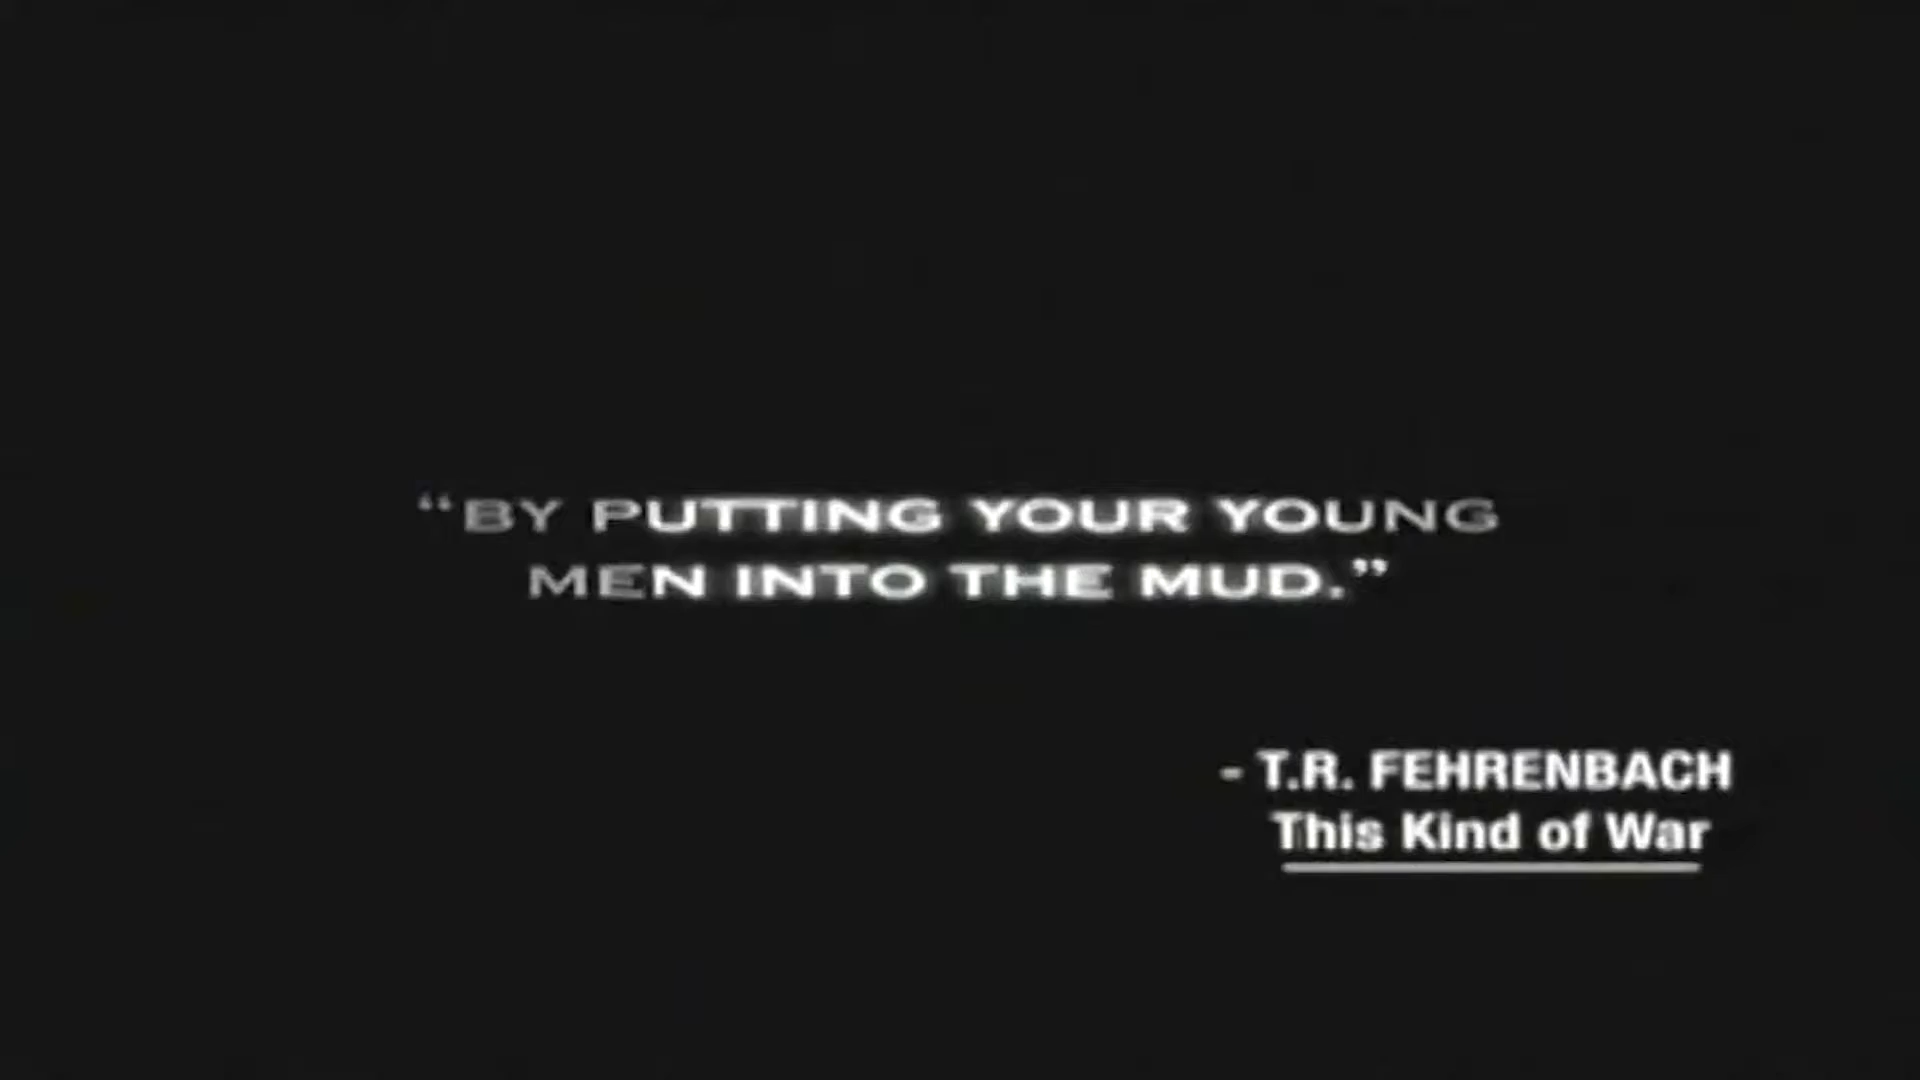 “BY PUTTING YOUR YOUNG
MEN INTO THE MUD.”
- T.R. FEHRENBACH
This Kind of War